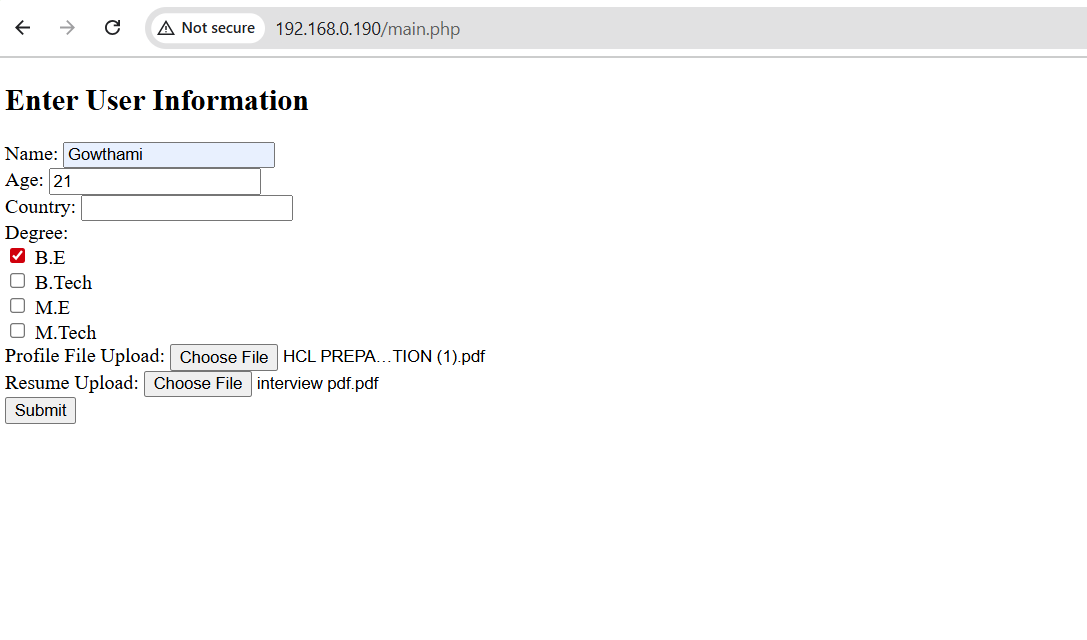 Not secure 192.168.0.190/main.php
Enter User Information
Name: Gowthami
Age: 21
Country:
Degree:
B.E
B.Tech
M.E
M.Tech
Profile File Upload: Choose File HCL PREPA…TION (1).pdf
Resume Upload: Choose File interview pdf.pdf
Submit